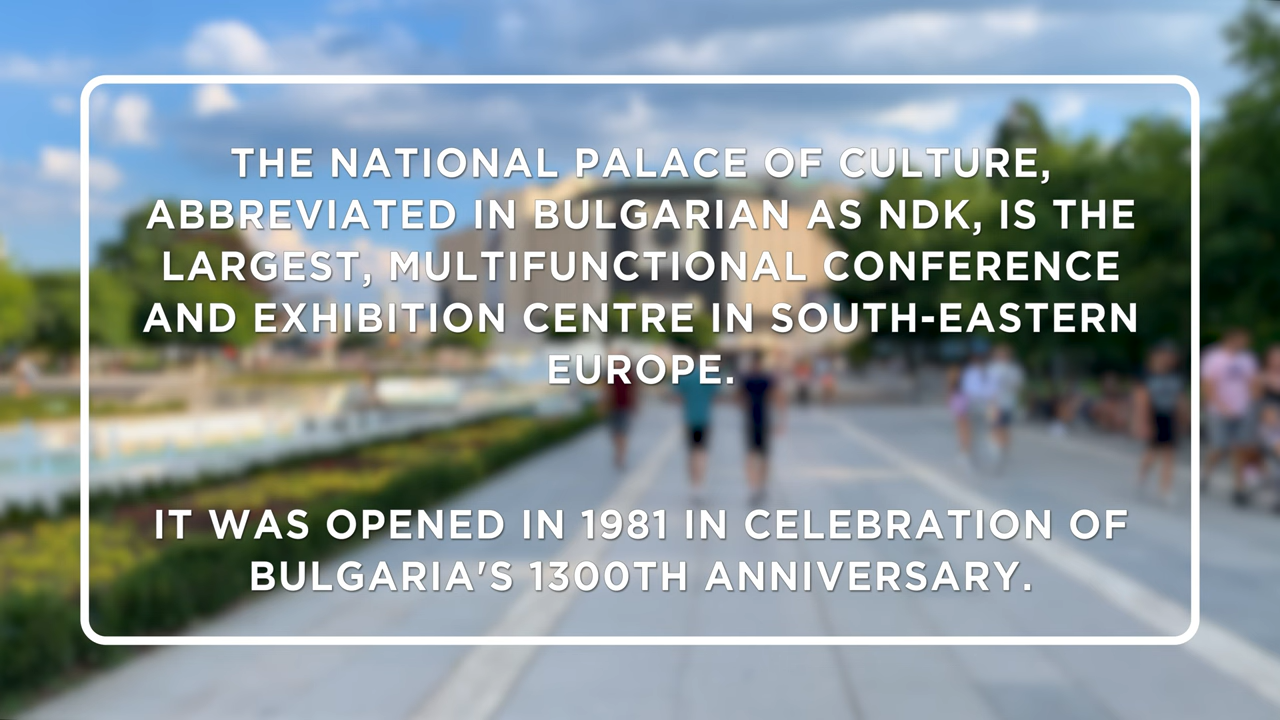 THE NATIONAL PALACE OF CULTURE,
ABBREVIATED IN BULGARIAN AS NDK, IS THE
LARGEST, MULTIFUNCTIONAL CONFERENCE
AND EXHIBITION CENTRE IN SOUTH-EASTERN
EUROPE.
IT WAS OPENED IN 1981 IN CELEBRATION OF
BULGARIA'S 1300TH ANNIVERSARY.